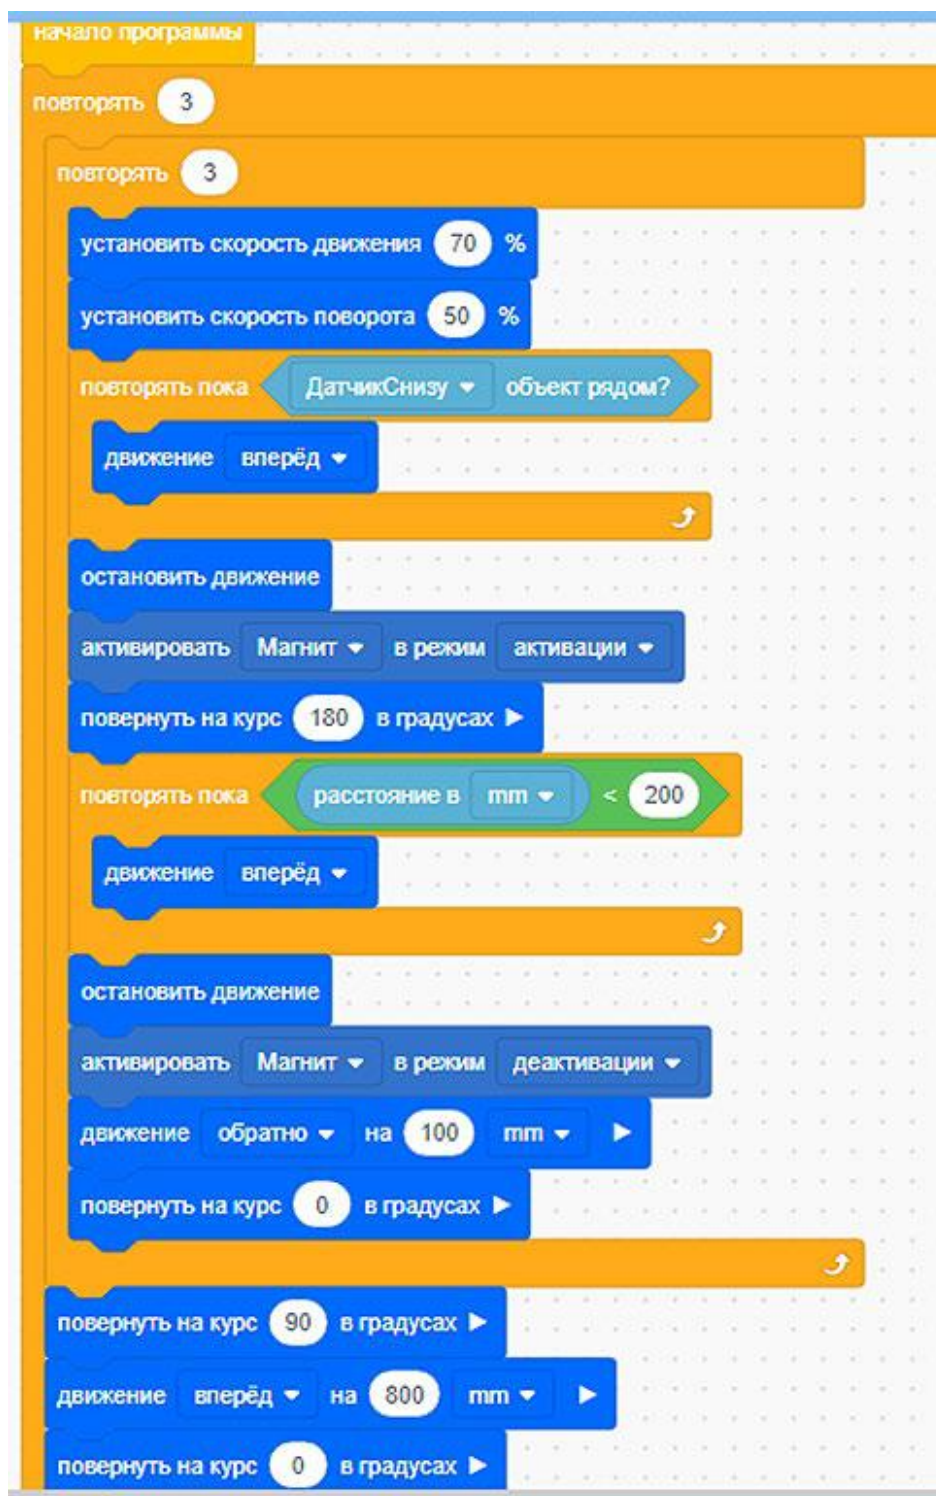 начало программы
повторять 3
повторять 3
установить скорость движения 70 %
установить скорость поворота 50 %
повторять пока ДатчикСнизу объект рядом?
движение вперёд
остановить движение
активировать Магнит в режим активации
повернуть на курс 180 в градусах
повторять пока расстояние в mm < 200
движение вперёд
остановить движение
активировать Магнит в режим деактивации
движение обратно на 100 mm
повернуть на курс 0 в градусах
повернуть на курс 90 в градусах
движение вперёд на 800 mm
повернуть на курс 0 в градусах